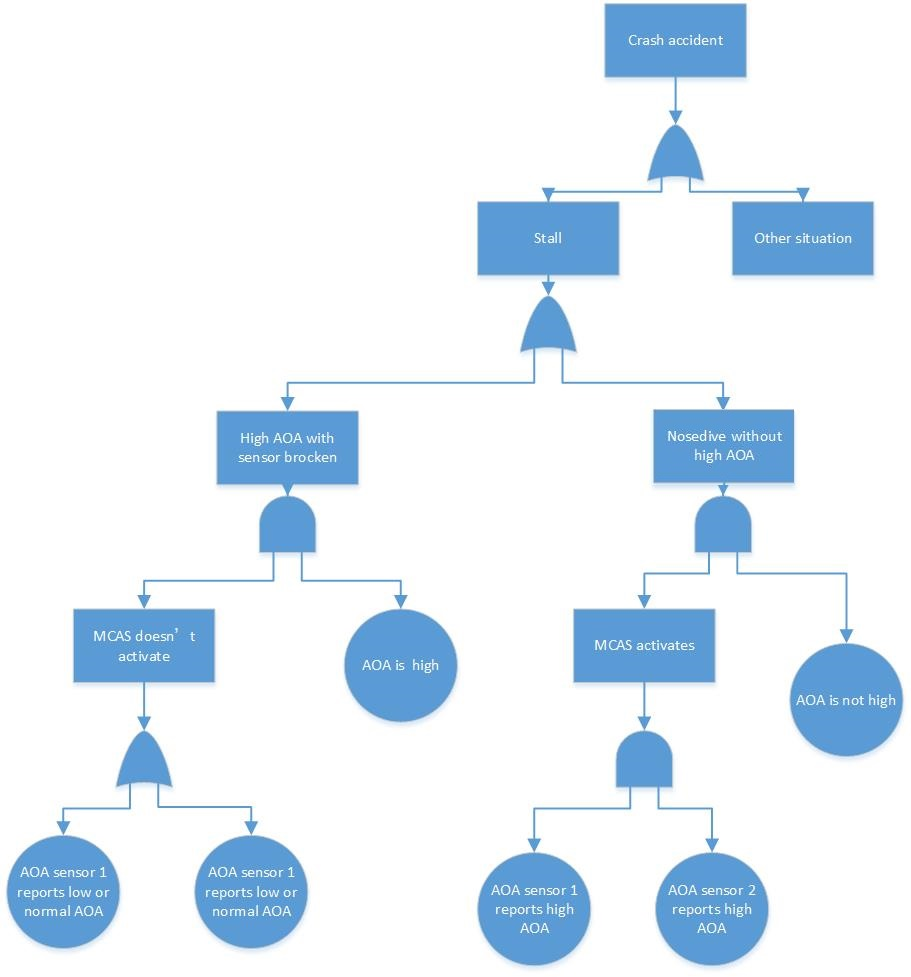 Crash accident
Stall
Other situation
High AOA with
sensor brocken
Nosedive without
high AOA
MCAS doesn’ t
activate
AOA is high
MCAS activates
AOA is not high
AOA sensor 1
reports low or
normal AOA
AOA sensor 1
reports low or
normal AOA
AOA sensor 1
reports high
AOA
AOA sensor 2
reports high
AOA